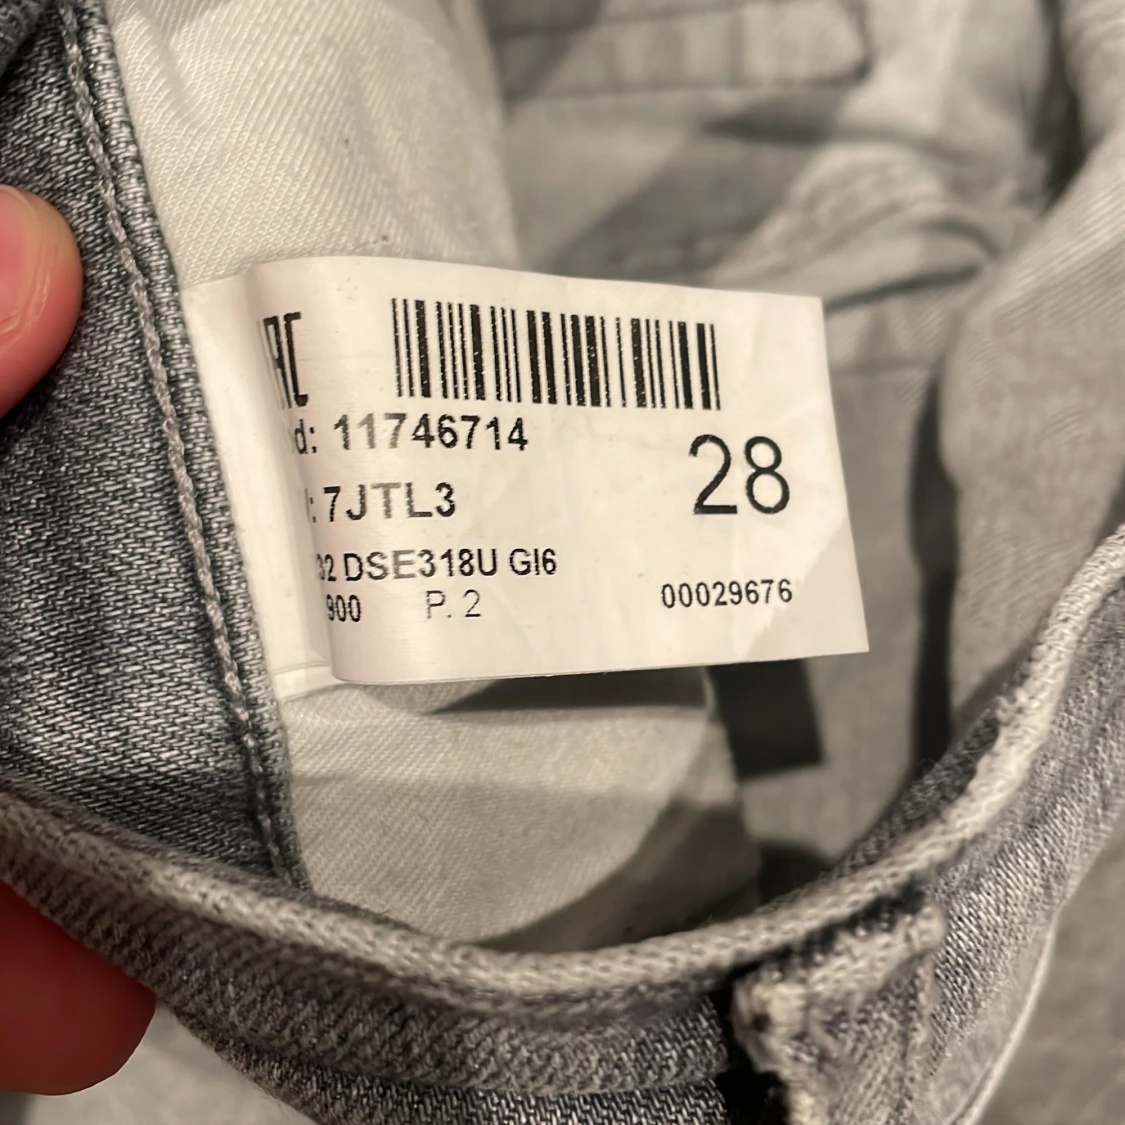 d: 11746714
28
: 7JTL3
32 DSE318U GI6
900 P. 2
00029676